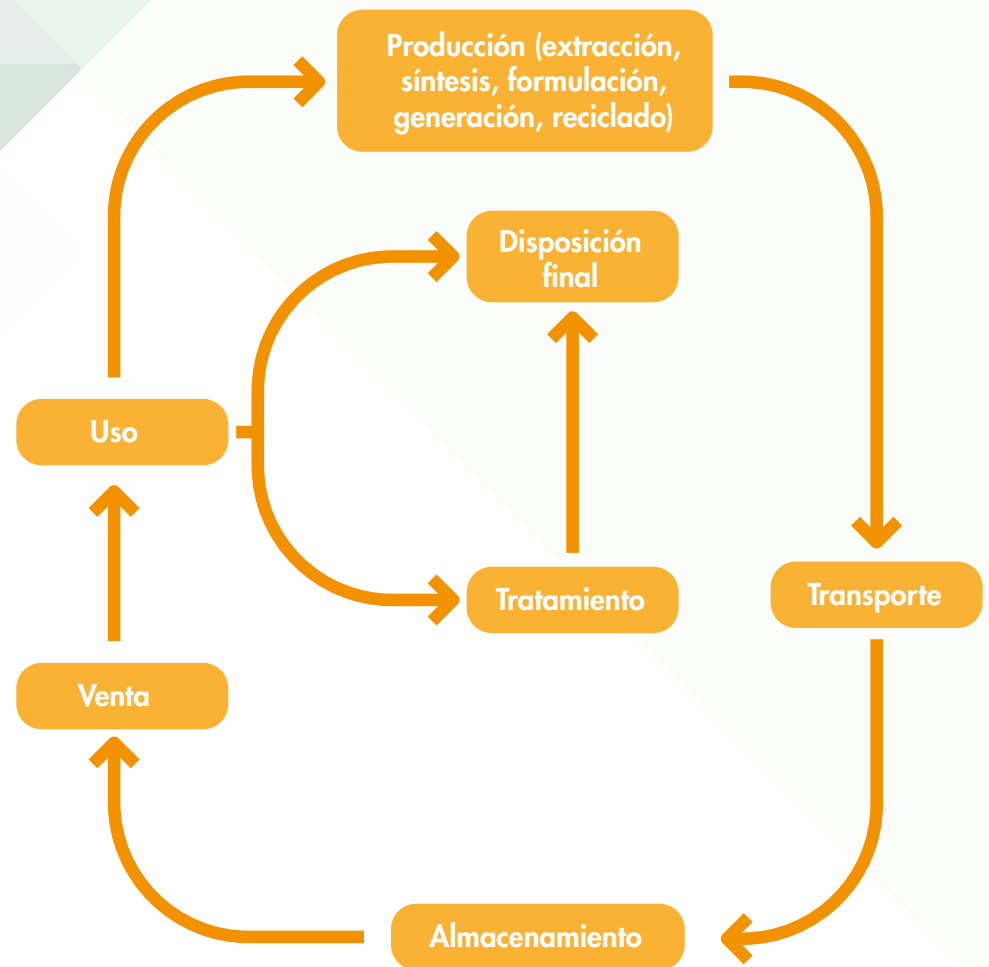 Producción (extracción,
síntesis, formulación,
generación, reciclado)
Disposición
final
Uso
Tratamiento
Transporte
Venta
Almacenamiento